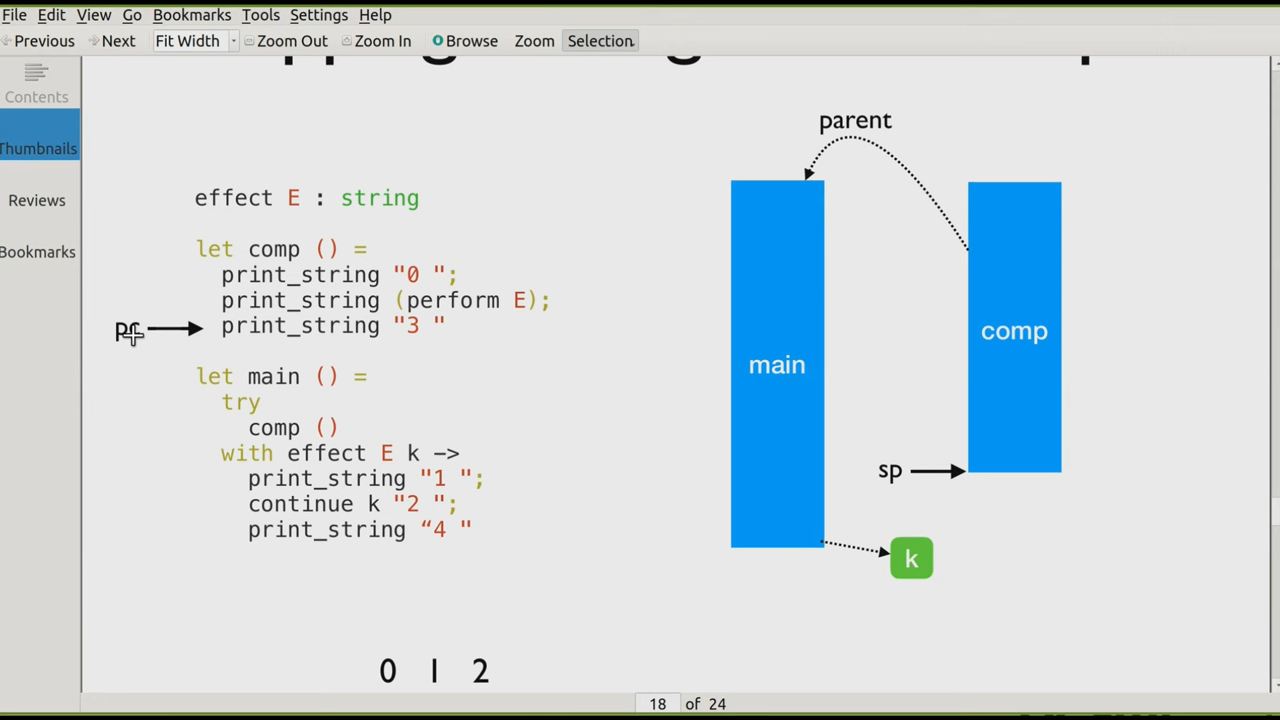 File Edit View Go Bookmarks Tools Settings Help
Previous Next Fit Width Zoom Out Zoom In Browse Zoom Selection
Contents
Thumbnails
Reviews
Bookmarks
parent
effect E : string
let comp () =
print_string "0 ";
print_string (perform E);
pc
print_string "3 "
let main () =
try
comp ()
with effect E k ->
print_string "1 ";
continue k "2 ";
print_string “4 "
main
comp
sp
k
0 1 2
18 of 24